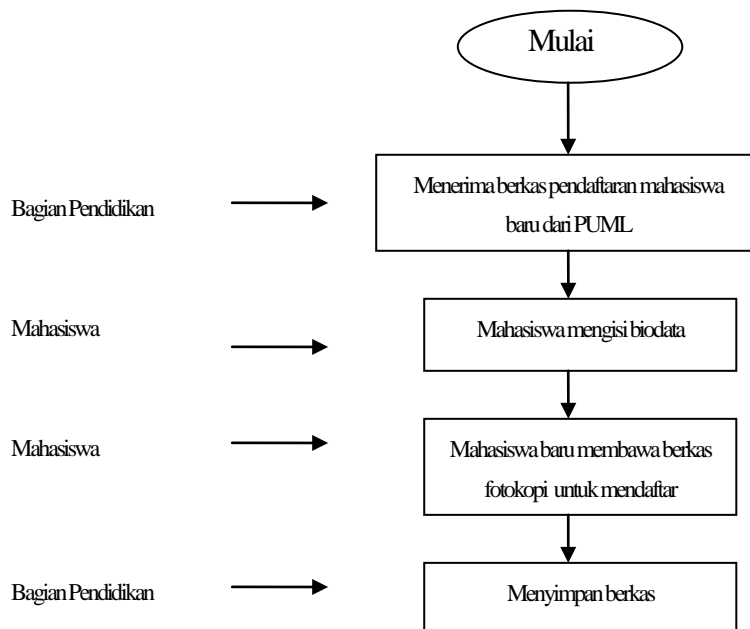 Mulai
Menerima berkas pendaftaran mahasiswa
baru dari PUML
Bagian Pendidikan
Mahasiswa
Mahasiswa mengisi biodata
Mahasiswa
Mahasiswa baru membawa berkas
fotokopi untuk mendaftar
Bagian Pendidikan
Menyimpan berkas